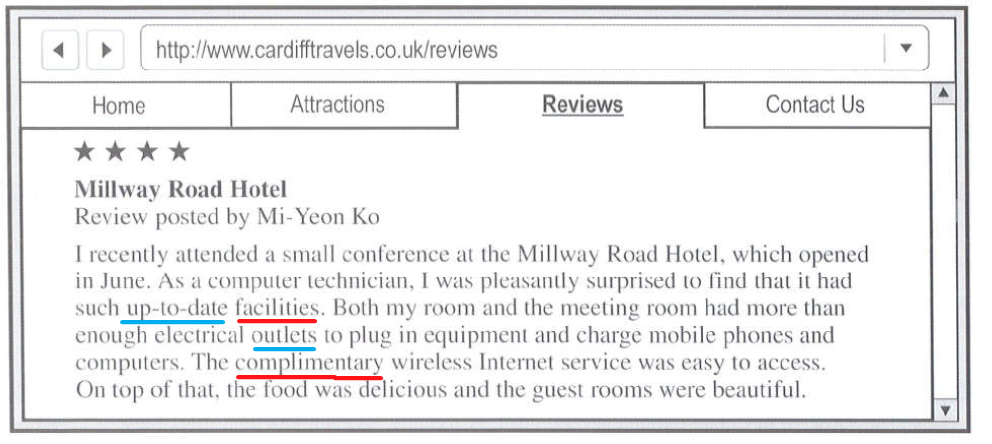 http://www.cardifftravels.co.uk/reviews
Home Attractions Reviews Contact Us
★ ★ ★ ★
Millway Road Hotel
Review posted by Mi-Yeon Ko
I recently attended a small conference at the Millway Road Hotel, which opened
in June. As a computer technician, I was pleasantly surprised to find that it had
such up-to-date facilities. Both my room and the meeting room had more than
enough electrical outlets to plug in equipment and charge mobile phones and
computers. The complimentary wireless Internet service was easy to access.
On top of that, the food was delicious and the guest rooms were beautiful.